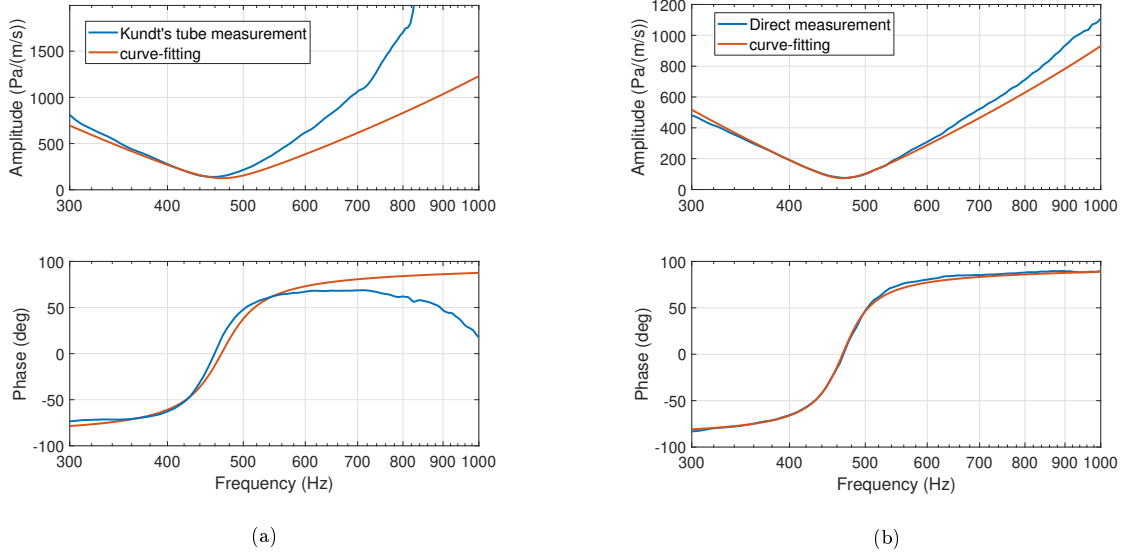 Amplitude (Pa/(m/s))
1500
1000
500
0
Kundt's tube measurement
curve-fitting
300 400 500 600 700 800 900 1000
Phase (deg)
100
50
0
-50
-100
300 400 500 600 700 800 900 1000
Frequency (Hz)
(a)
Amplitude (Pa/(m/s))
1200
1000
800
600
400
200
0
Direct measurement
curve-fitting
300 400 500 600 700 800 900 1000
Phase (deg)
100
50
0
-50
-100
300 400 500 600 700 800 900 1000
Frequency (Hz)
(b)